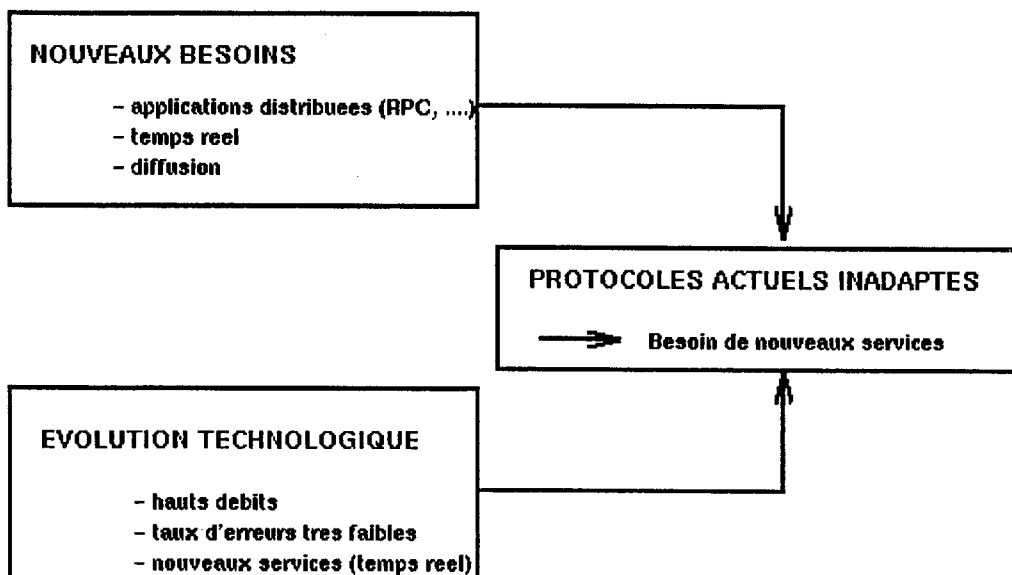 NOUVEAUX BESOINS
– applications distribuees (RPC, ....)
– temps reel
– diffusion
PROTOCOLES ACTUELS INADAPTES
Besoin de nouveaux services
EVOLUTION TECHNOLOGIQUE
– hauts debits
– taux d'erreurs tres faibles
– nouveaux services (temps reel)